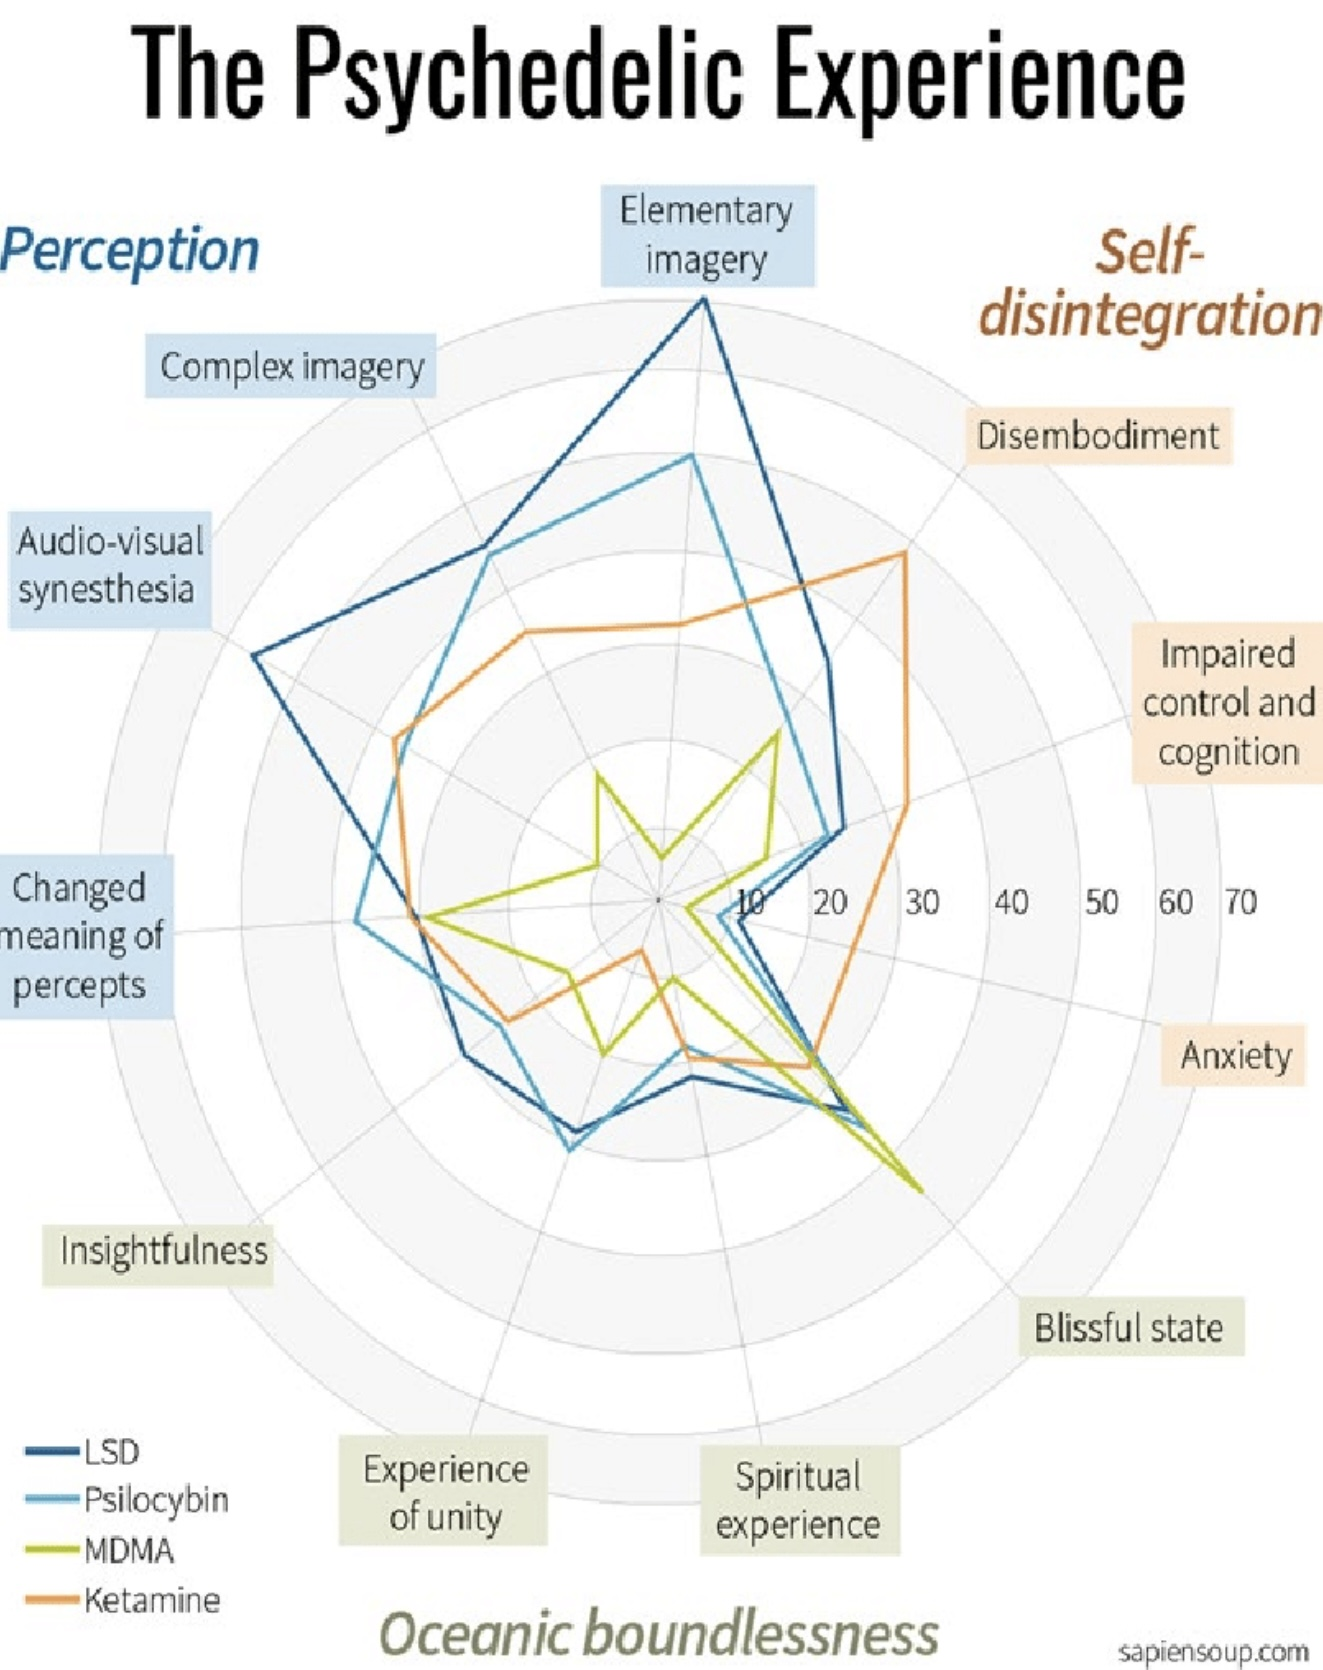 The Psychedelic Experience
Perception
Elementary
imagery
Self-
disintegration
Complex imagery
Disembodiment
Audio-visual
synesthesia
Impaired
control and
cognition
Changed
meaning of
percepts
10 20 30 40 50 60 70
Anxiety
Insightfulness
Blissful state
Experience
of unity
Spiritual
experience
LSD
Psilocybin
MDMA
Ketamine
Oceanic boundlessness
sapiensoup.com